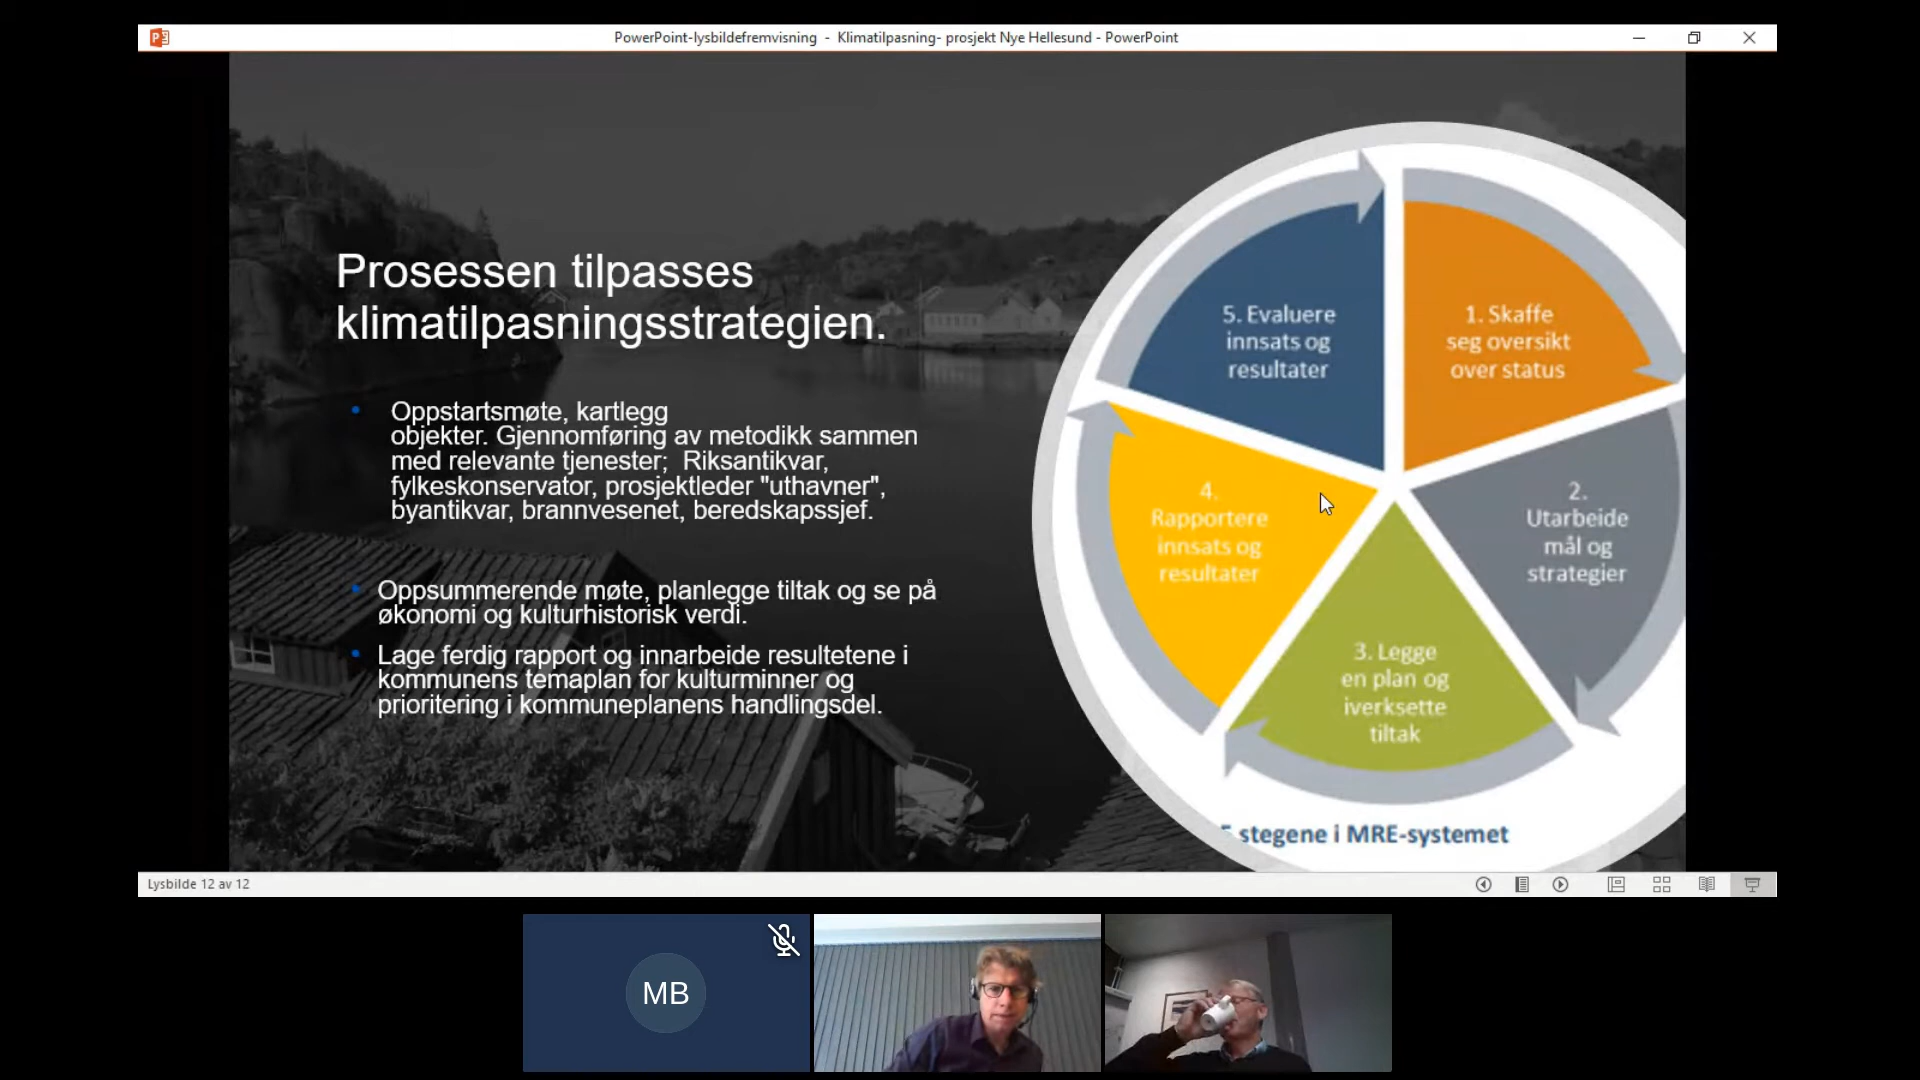 PowerPoint-lysbildefremvisning - Klimatilpasning- prosjekt Nye Hellesund - PowerPoint
Prosessen tilpasses
klimatilpasningsstrategien.
Oppstartsmøte, kartlegg
objekter. Gjennomføring av metodikk sammen
med relevante tjenester; Riksantikvar,
fylkeskonservator, prosjektleder "uthavner",
byantikvar, brannvesenet, beredskapssjef.
Oppsummerende møte, planlegge tiltak og se på
økonomi og kulturhistorisk verdi.
Lage ferdig rapport og innarbeide resultetene i
kommunens temaplan for kulturminner og
prioritering i kommuneplanens handlingsdel.
1. Skaffe
seg oversikt
over status
2.
Utarbeide
mål og
strategier
3. Legge
en plan og
iverksette
tiltak
4.
Rapportere
innsats og
resultater
5. Evaluere
innsats og
resultater
stegene i MRE-systemet
Lysbilde 12 av 12
MB